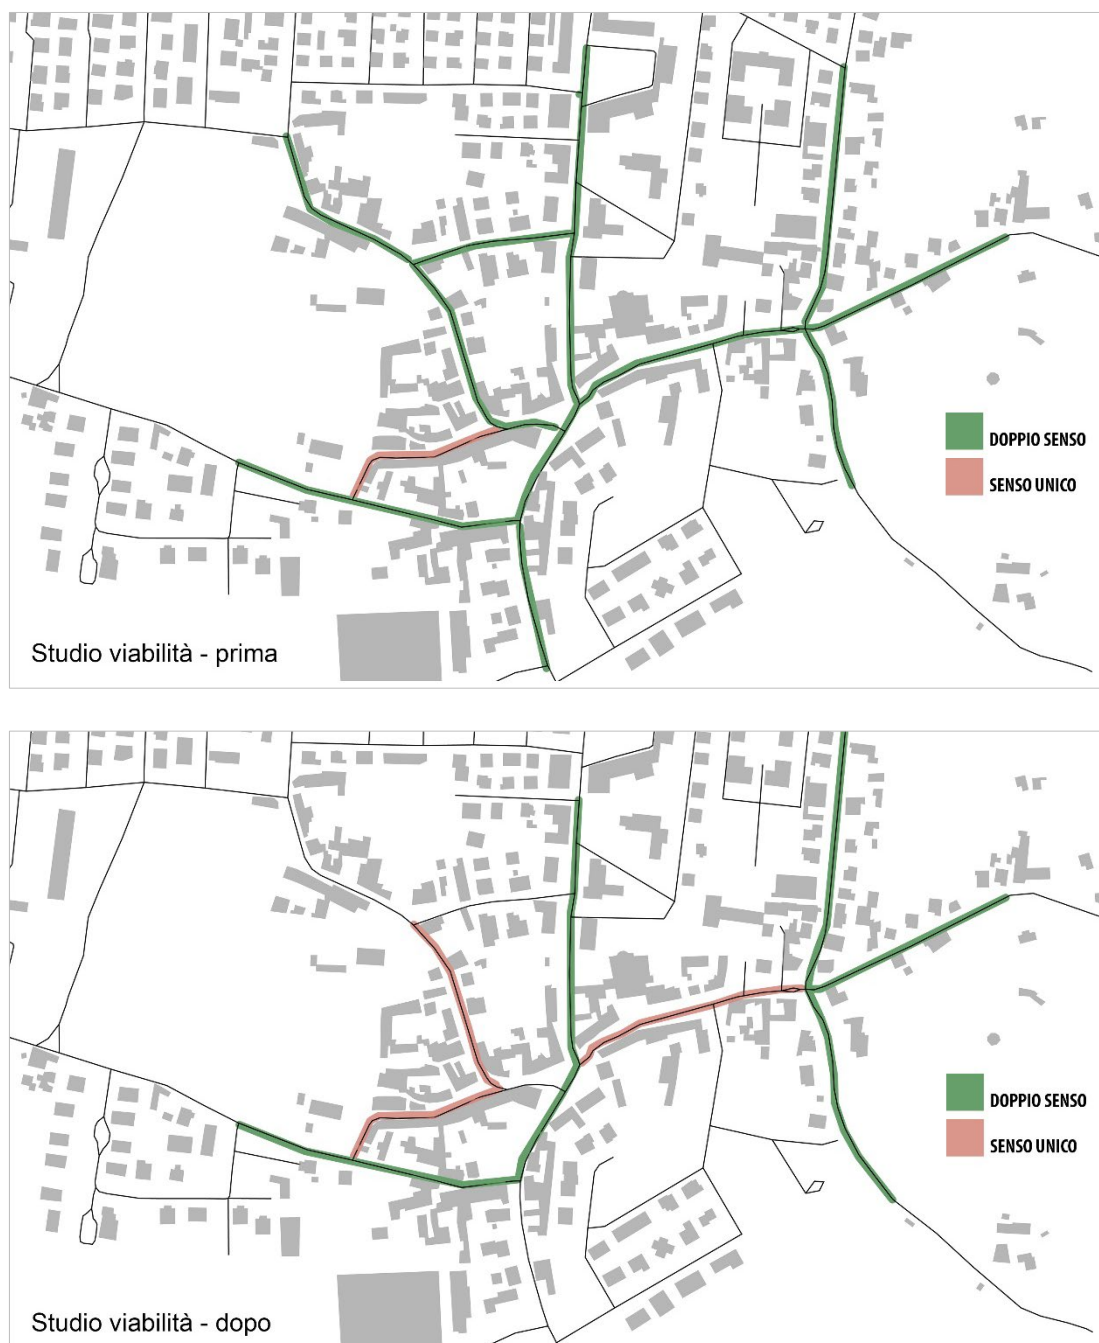 DOPPIO SENSO
SENSO UNICO
Studio viabilità - prima
DOPPIO SENSO
SENSO UNICO
Studio viabilità - dopo